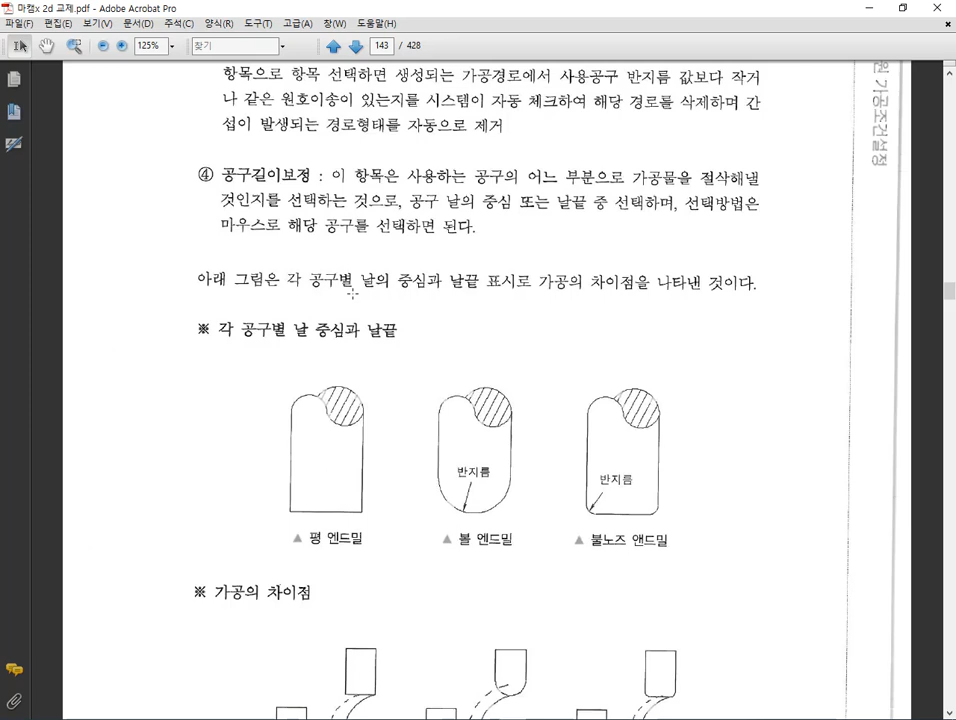 마캠x 2d 교제.pdf - Adobe Acrobat Pro
파일(F) 편집(E) 보기(V) 문서(D) 주석(C) 양식(R) 도구(T) 고급(A) 창(W) 도움말(H)
125% 찾기 143 / 428
항목으로 항목 선택하면 생성되는 가공경로에서 사용공구 반지름 값보다 작거
나 같은 원호이송이 있는지를 시스템이 자동 체크하여 해당 경로를 삭제하며 간
섭이 발생되는 경로형태를 자동으로 제거
④ 공구길이보정 : 이 항목은 사용하는 공구의 어느 부분으로 가공물을 절삭해낼
것인지를 선택하는 것으로, 공구 날의 중심 또는 날끝 중 선택하며, 선택방법은
마우스로 해당 공구를 선택하면 된다.
아래 그림은 각 공구별 날의 중심과 날끝 표시로 가공의 차이점을 나타낸 것이다.
※ 각 공구별 날 중심과 날끝
반지름 반지름
▲ 평 엔드밀 ▲ 볼 엔드밀 ▲ 불노즈 앤드밀
※ 가공의 차이점
가공조건설정